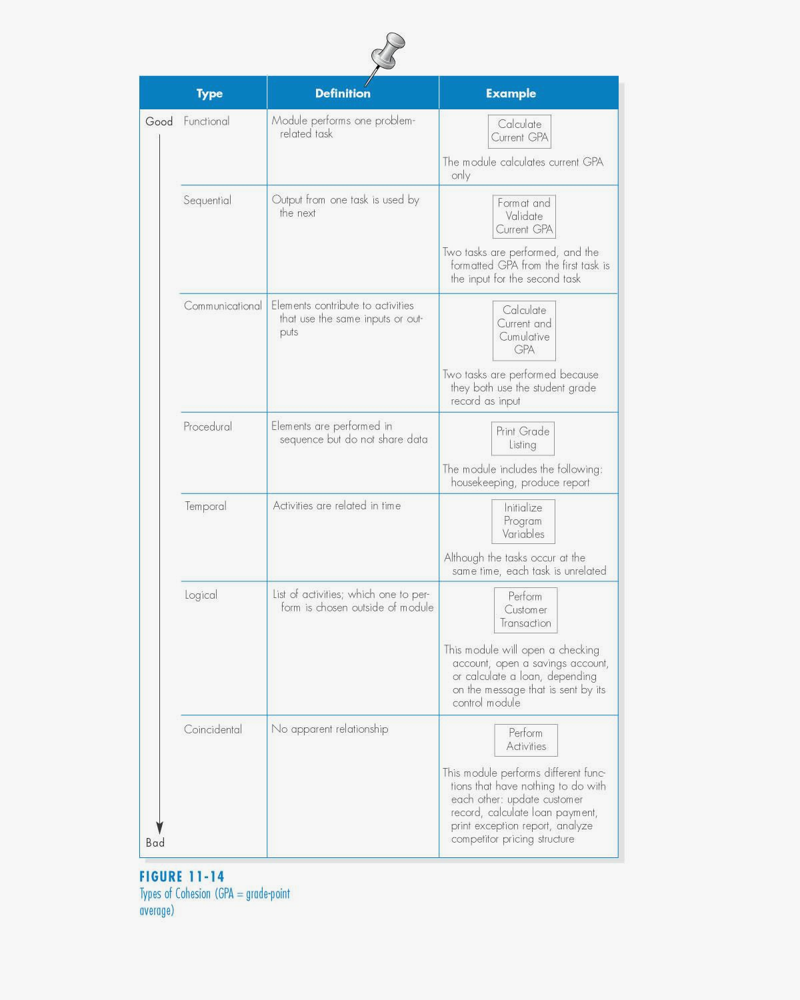 Type Definition Example
Good Functional
Module performs one problem-
related task
Calculate
Current GPA
The module calculates current GPA
only
Sequential
Output from one task is used by
the next
Format and
Validate
Current GPA
Two tasks are performed, and the
formatted GPA from the first task is
the input for the second task
Communicational
Elements contribute to activities
that use the same inputs or out-
puts
Calculate
Current and
Cumulative
GPA
Two tasks are performed because
they both use the student grade
record as input
Procedural
Elements are performed in
sequence but do not share data
Print Grade
Listing
The module includes the following:
housekeeping, produce report
Temporal
Activities are related in time
Initialize
Program
Variables
Although the tasks occur at the
same time, each task is unrelated
Logical
List of activities; which one to per-
form is chosen outside of module
Perform
Customer
Transaction
This module will open a checking
account, open a savings account,
or calculate a loan, depending
on the message that is sent by its
control module
Coincidental
No apparent relationship
Perform
Activities
This module performs different func-
tions that have nothing to do with
each other: update customer
record, calculate loan payment,
print exception report, analyze
competitor pricing structure
Bad
FIGURE 11-14
Types of Cohesion (GPA = grade-point
average)